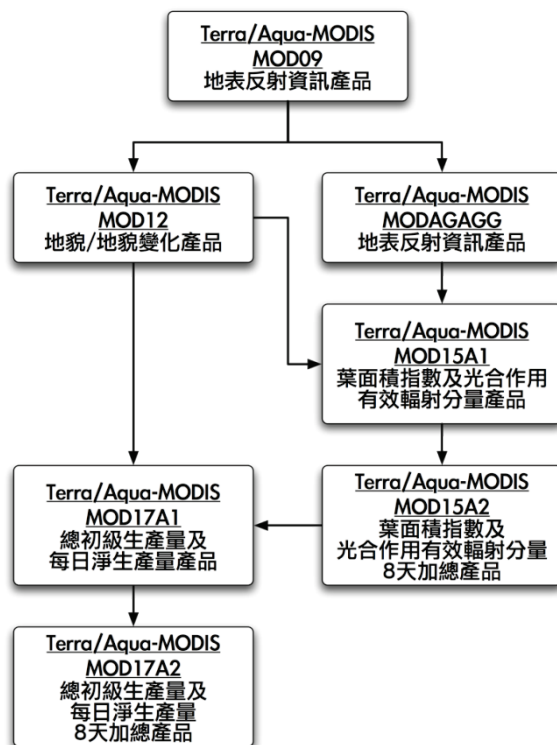 Terra/Aqua-MODIS
MOD09
地表反射資訊產品
Terra/Aqua-MODIS
MOD12
地貌/地貌變化產品
Terra/Aqua-MODIS
MODAGAGG
地表反射資訊產品
Terra/Aqua-MODIS
MOD15A1
葉面積指數及光合作用
有效輻射分量產品
Terra/Aqua-MODIS
MOD17A1
總初級生產量及
每日淨生產量產品
Terra/Aqua-MODIS
MOD15A2
葉面積指數及
光合作用有效輻射分量
8天加總產品
Terra/Aqua-MODIS
MOD17A2
總初級生產量及
每日淨生產量
8天加總產品